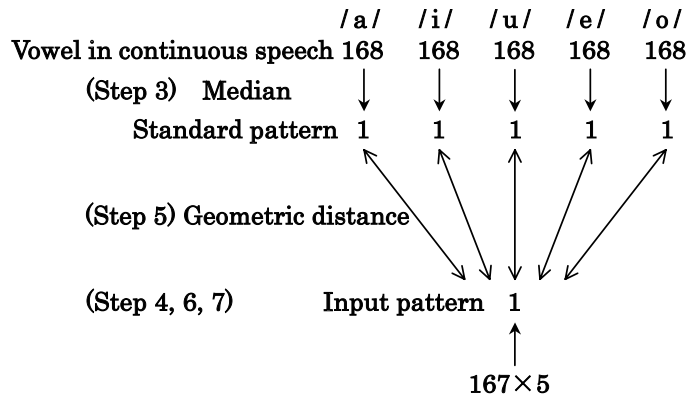 /a/ /i/ /u/ /e/ /o/
Vowel in continuous speech 168 168 168 168 168
(Step 3) Median
Standard pattern 1 1 1 1 1
(Step 5) Geometric distance
(Step 4, 6, 7) Input pattern 1
167×5